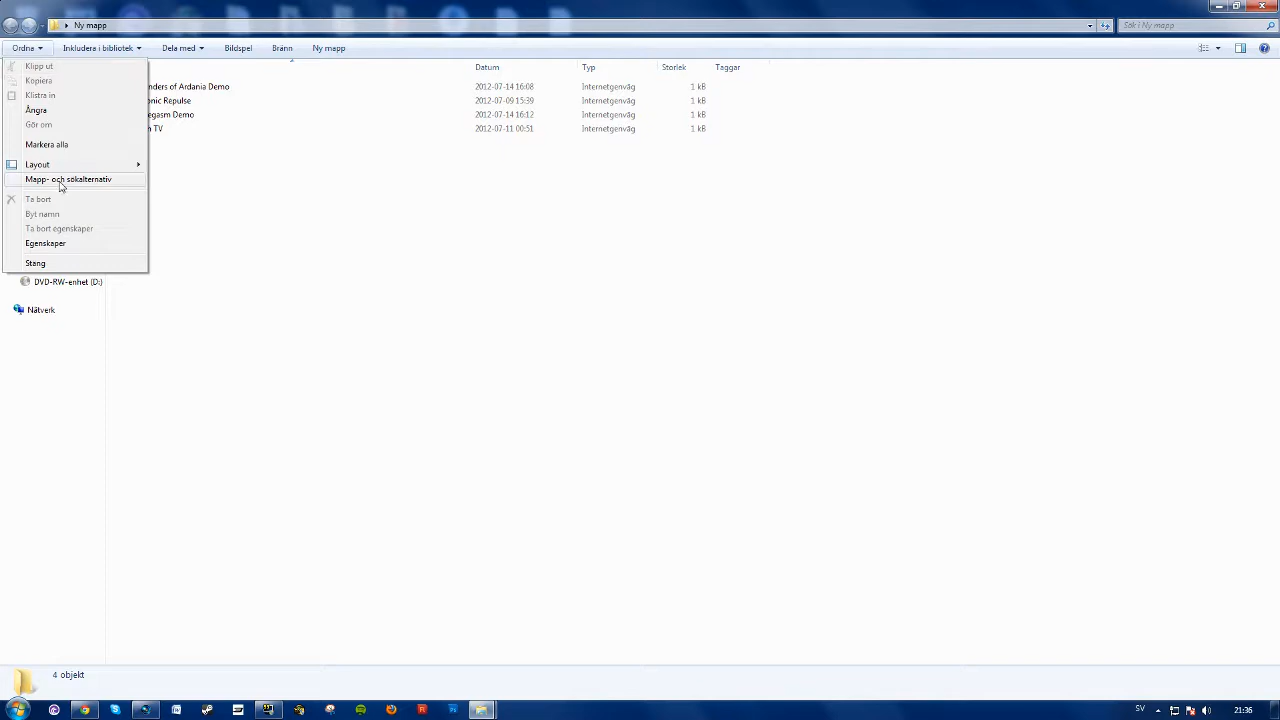 Ny mapp
Sök i Ny mapp
Ordna
Inkludera i bibliotek
Dela med
Bildspel
Bränn
Ny mapp
Klipp ut
Kopiera
Klistra in
Ångra
Gör om
Markera alla
Layout
Mapp- och sökalternativ
Ta bort
Byt namn
Ta bort egenskaper
Egenskaper
Stäng
Datum
Typ
Storlek
Taggar
nders of Ardania Demo 2012-07-14 16:08 Internetgenväg 1 kB
onic Repulse 2012-07-09 15:39 Internetgenväg 1 kB
egasm Demo 2012-07-14 16:12 Internetgenväg 1 kB
n TV 2012-07-11 00:51 Internetgenväg 1 kB
DVD-RW-enhet (D:)
Nätverk
4 objekt
SV
21:36